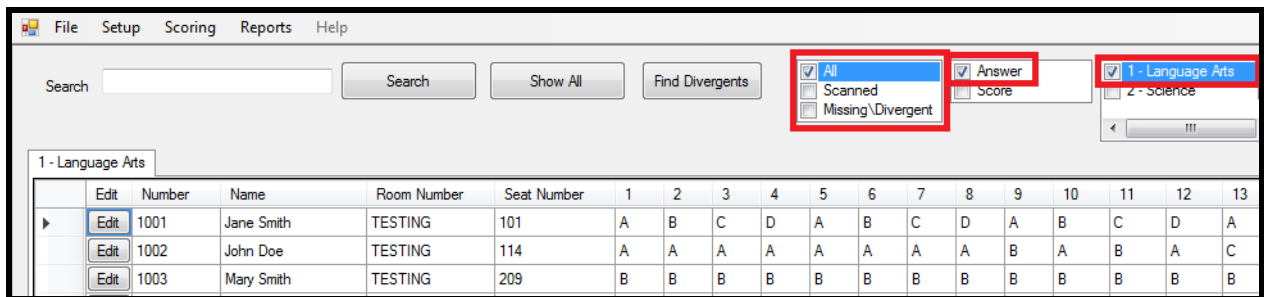 File Setup Scoring Reports Help
Search Search Show All Find Divergents
All
Scanned
Missing\Divergent
Answer
Score
1 - Language Arts
2 - Science
1 - Language Arts
Edit Number Name Room Number Seat Number 1 2 3 4 5 6 7 8 9 10 11 12 13
Edit 1001 Jane Smith TESTING 101 A B C D A B C D A B C D A
Edit 1002 John Doe TESTING 114 A A A A A A A A B A B A C
Edit 1003 Mary Smith TESTING 209 B B B B B B B B B B B B B